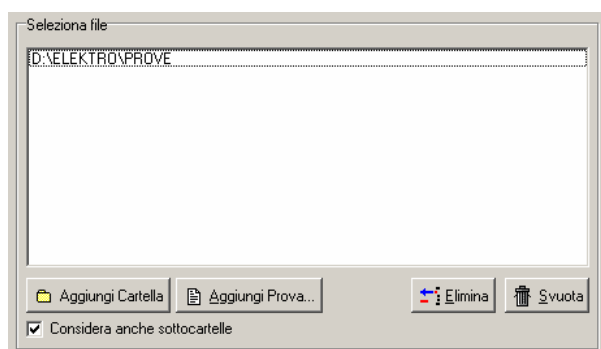 Seleziona file
D:\ELEKTRO\PROVE
Aggiungi Cartella Aggiungi Prova... Elimina Svuota
Considera anche sottocartelle